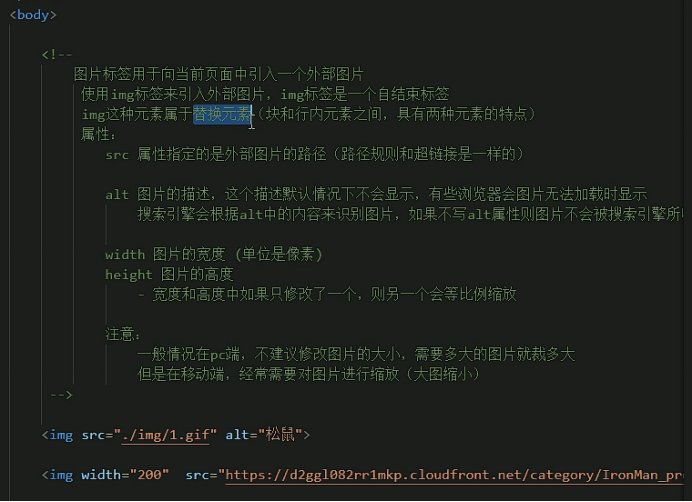 <body>
<!--
图片标签用于向当前页面中引入一个外部图片
使用img标签来引入外部图片，img标签是一个自结束标签
img这种元素属于替换元素（块和行内元素之间，具有两种元素的特点）
属性：
src 属性指定的是外部图片的路径（路径规则和超链接是一样的）
alt 图片的描述，这个描述默认情况下不会显示，有些浏览器会图片无法加载时显示
搜索引擎会根据alt中的内容来识别图片，如果不写alt属性则图片不会被搜索引擎所
width 图片的宽度 (单位是像素)
height 图片的高度
- 宽度和高度中如果只修改了一个，则另一个会等比例缩放
注意：
一般情况在pc端，不建议修改图片的大小，需要多大的图片就裁多大
但是在移动端，经常需要对图片进行缩放（大图缩小）
-->
<img src="./img/1.gif" alt="松鼠">
<img width="200" src="https://d2ggl082rr1mkp.cloudfront.net/category/IronMan_pr